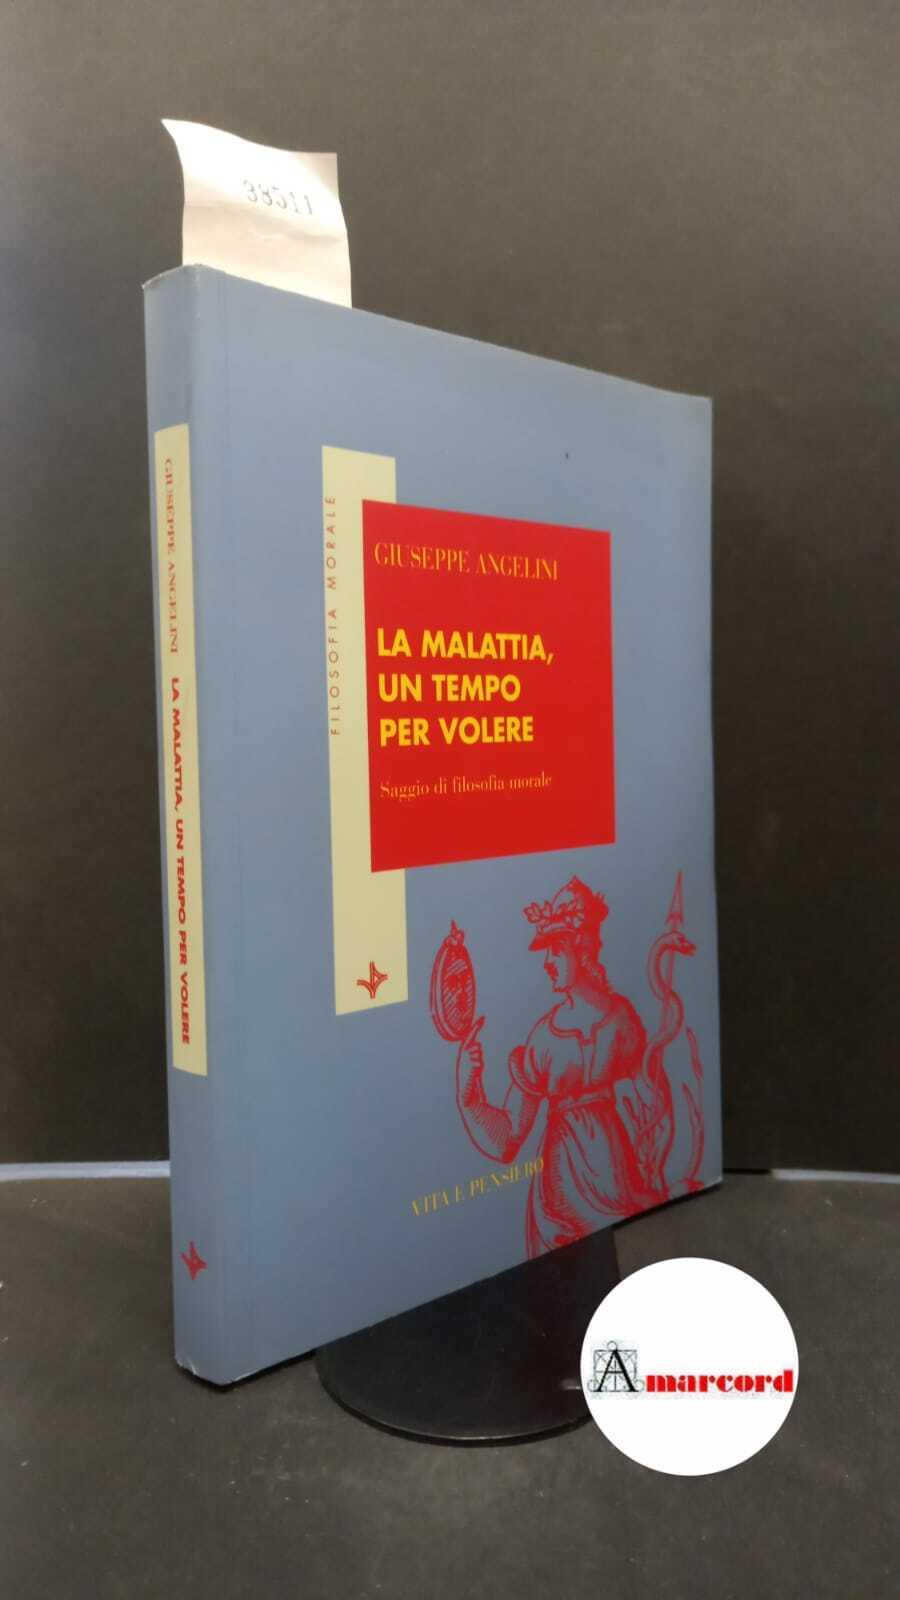 38511
GIUSEPPE ANGELINI
LA MALATTIA, UN TEMPO PER VOLERE
FILOSOFIA MORALE
GIUSEPPE ANGELINI
LA MALATTIA,
UN TEMPO
PER VOLERE
Saggio di filosofia morale
VITA E PENSIERO
Amarcord